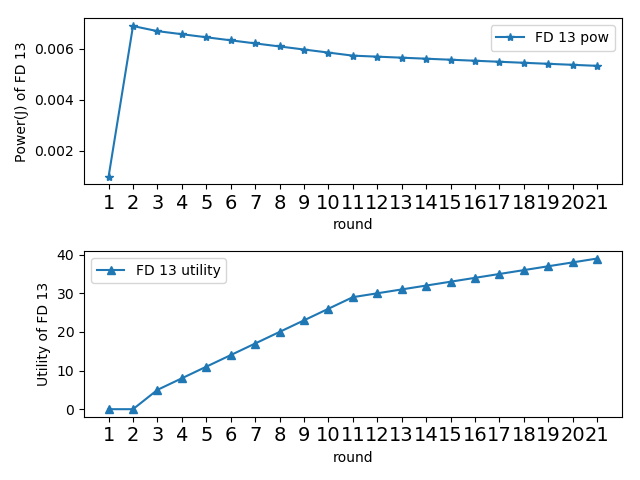 Power(J) of FD 13
0.006
0.004
0.002
FD 13 pow
1 2 3 4 5 6 7 8 9 10 11 12 13 14 15 16 17 18 19 20 21
round
Utility of FD 13
40
30
20
10
0
FD 13 utility
1 2 3 4 5 6 7 8 9 10 11 12 13 14 15 16 17 18 19 20 21
round